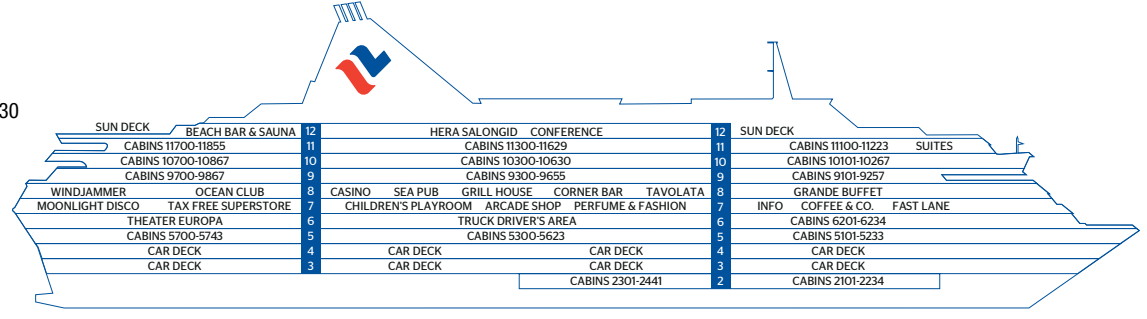 30
SUN DECK BEACH BAR & SAUNA 12 HERA SALONGID CONFERENCE 12 SUN DECK
CABINS 11700-11855 11 CABINS 11300-11629 11 CABINS 11100-11223 SUITES
CABINS 10700-10867 10 CABINS 10300-10630 10 CABINS 10101-10267
CABINS 9700-9867 9 CABINS 9300-9655 9 CABINS 9101-9257
WINDJAMMER OCEAN CLUB 8 CASINO SEA PUB GRILL HOUSE CORNER BAR TAVOLATA 8 GRANDE BUFFET
MOONLIGHT DISCO TAX FREE SUPERSTORE 7 CHILDREN'S PLAYROOM ARCADE SHOP PERFUME & FASHION 7 INFO COFFEE & CO. FAST LANE
THEATER EUROPA 6 TRUCK DRIVER'S AREA 6 CABINS 6201-6234
CABINS 5700-5743 5 CABINS 5300-5623 5 CABINS 5101-5233
CAR DECK 4 CAR DECK CAR DECK 4 CAR DECK
CAR DECK 3 CAR DECK CAR DECK 3 CAR DECK
CABINS 2301-2441 2 CABINS 2101-2234